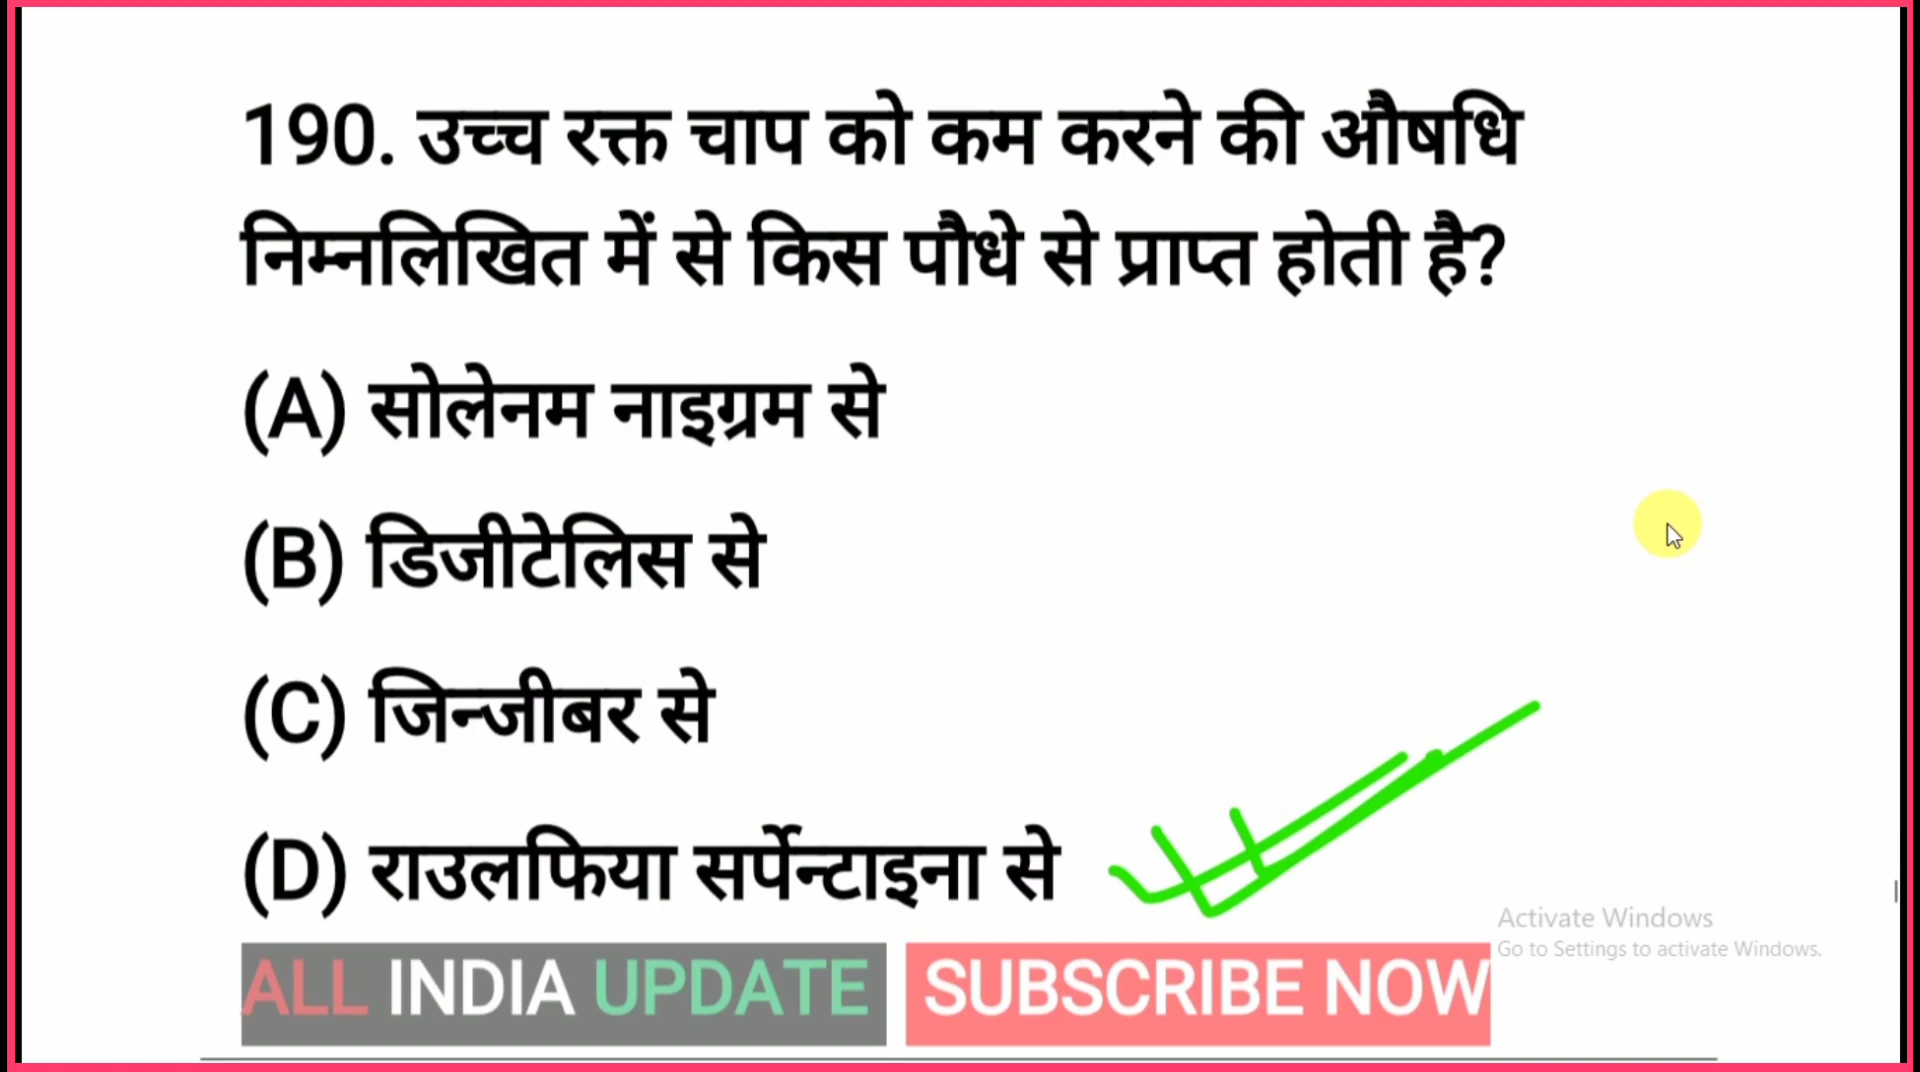 190. उच्च रक्त चाप को कम करने की औषधि
निम्नलिखित में से किस पौधे से प्राप्त होती है?
(A) सोलेनम नाइग्रम से
(B) डिजीटेलिस से
(C) जिन्जीबर से
(D) राउलफिया सर्पेन्टाइना से
ALL INDIA UPDATE SUBSCRIBE NOW
Activate Windows
Go to Settings to activate Windows.